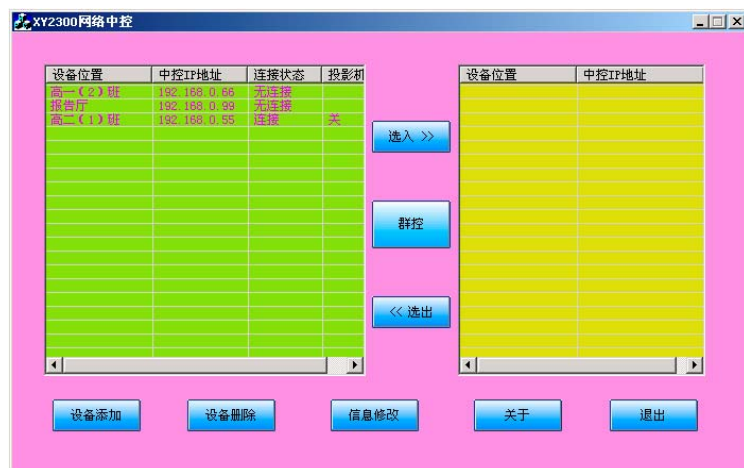 XY2300网络中控
设备位置 中控IP地址 连接状态 投影机
高一(2)班 192.168.0.66 无连接
报告厅 192.168.0.99 无连接
高二(1)班 192.168.0.55 连接 关
设备位置 中控IP地址
选入 >>
群控
<< 选出
设备添加 设备删除 信息修改 关于 退出